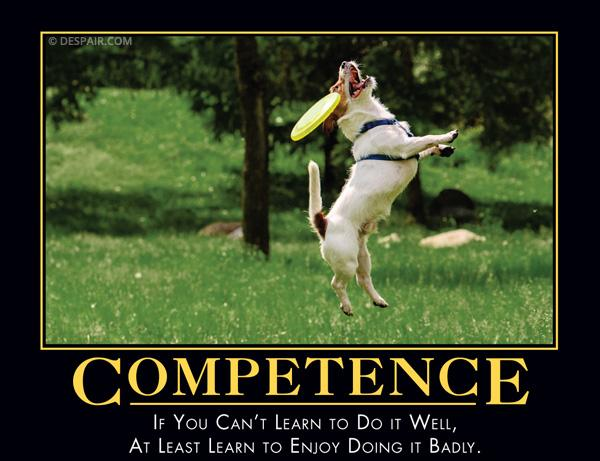 © DESPAIR.COM
COMPETENCE
IF YOU CAN'T LEARN TO DO IT WELL,
AT LEAST LEARN TO ENJOY DOING IT BADLY.